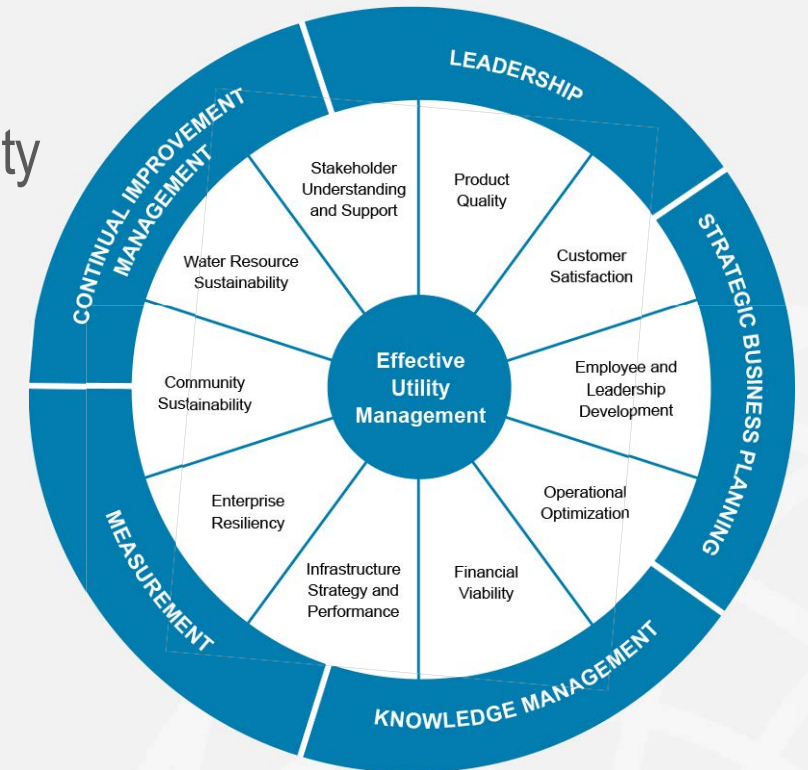 ty
LEADERSHIP
STRATEGIC BUSINESS PLANNING
KNOWLEDGE MANAGEMENT
MEASUREMENT
CONTINUAL IMPROVEMENT
MANAGEMENT
Product
Quality
Customer
Satisfaction
Employee and
Leadership
Development
Operational
Optimization
Financial
Viability
Infrastructure
Strategy and
Performance
Enterprise
Resiliency
Community
Sustainability
Water Resource
Sustainability
Stakeholder
Understanding
and Support
Effective
Utility
Management